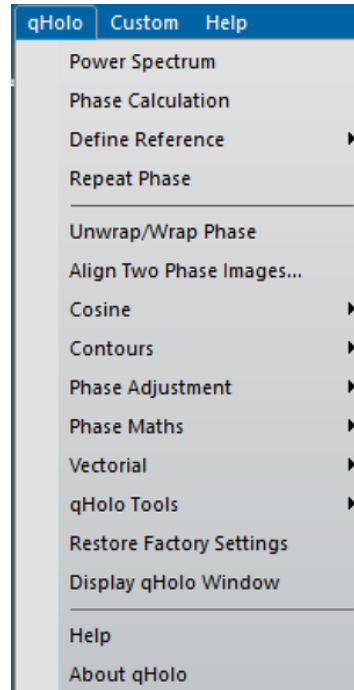 qHolo Custom Help
Power Spectrum
Phase Calculation
Define Reference
Repeat Phase
Unwrap/Wrap Phase
Align Two Phase Images...
Cosine
Contours
Phase Adjustment
Phase Maths
Vectorial
qHolo Tools
Restore Factory Settings
Display qHolo Window
Help
About qHolo